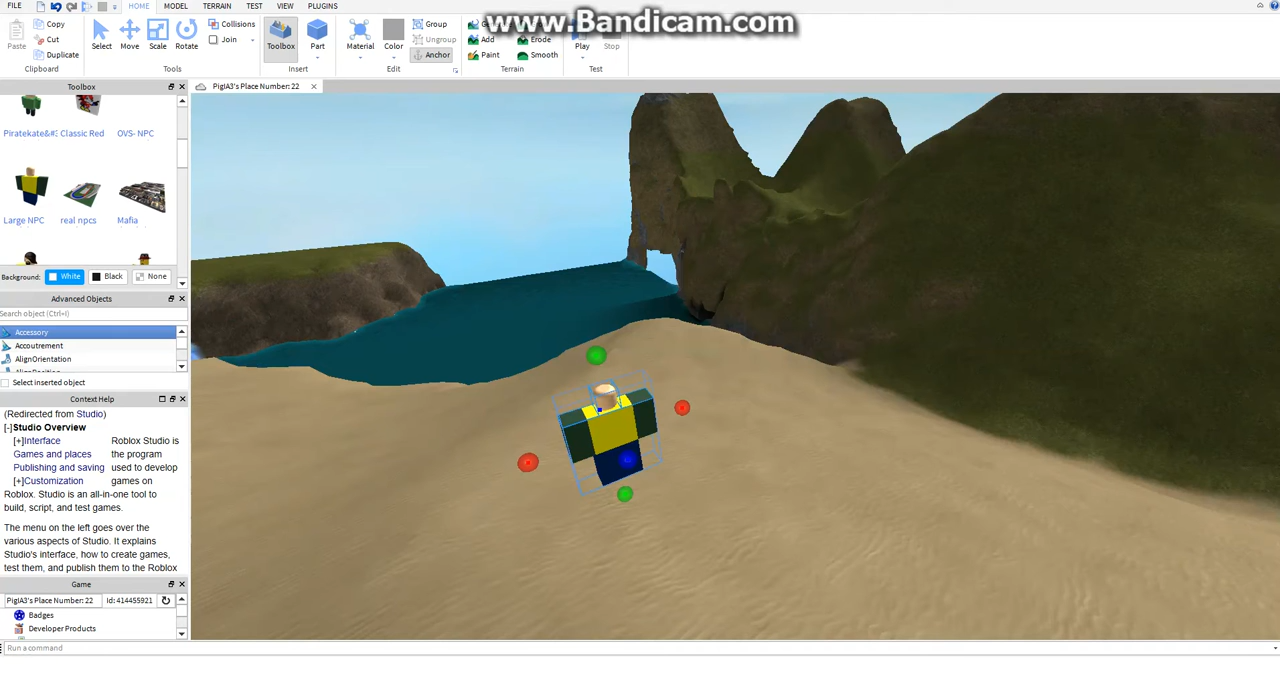 FILE HOME MODEL TERRAIN TEST VIEW PLUGINS
www.Bandicam.com
Paste Copy Cut Duplicate
Select Move Scale Rotate
Collisions
Join
Toolbox Part
Material Color
Group
Ungroup
Anchor
Add Erode
Paint Smooth
Play Stop
Clipboard Tools Insert Edit Terrain Test
Toolbox
PigIA3's Place Number: 22
Piratekate&#3 Classic Red OVS- NPC
Large NPC real npcs Mafia
Background: White Black None
Advanced Objects
Search object (Ctrl+I)
Accessory
Accoutrement
AlignOrientation
Select inserted object
Context Help
(Redirected from Studio)
[-]Studio Overview
[+]Interface
Games and places
Publishing and saving
[+]Customization
Roblox Studio is
the program
used to develop
games on
Roblox. Studio is an all-in-one tool to
build, script, and test games.
The menu on the left goes over the
various aspects of Studio. It explains
Studio's interface, how to create games,
test them, and publish them to the Roblox
Game
PigIA3's Place Number: 22 Id: 414455921
Badges
Developer Products
Run a command